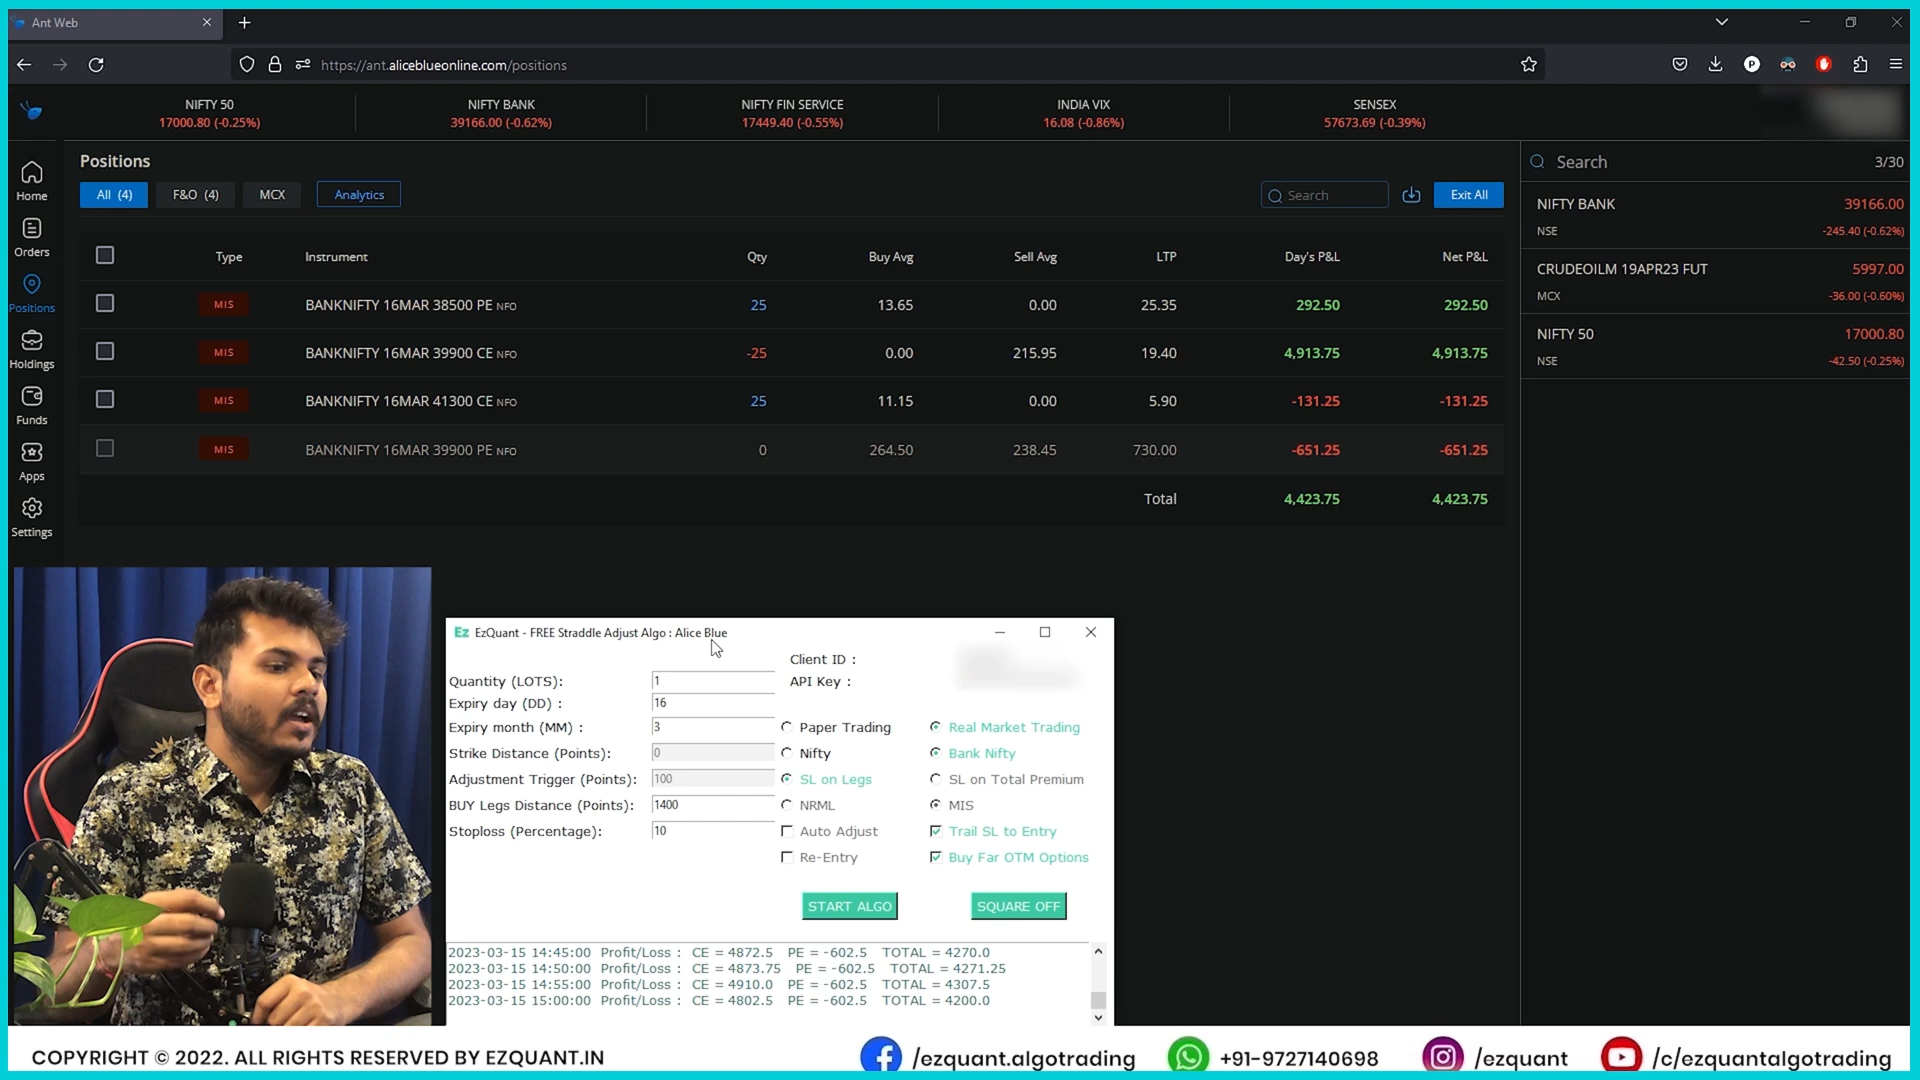 Ant Web
https://ant.aliceblueonline.com/positions
NIFTY 50
17000.80 (-0.25%)
NIFTY BANK
39166.00 (-0.62%)
NIFTY FIN SERVICE
17449.40 (-0.55%)
INDIA VIX
16.08 (-0.86%)
SENSEX
57673.69 (-0.39%)
Home
Orders
Positions
Holdings
Funds
Apps
Settings
Positions
All (4) F&O (4) MCX Analytics Search Exit All
Type Instrument Qty Buy Avg Sell Avg LTP Day's P&L Net P&L
MIS BANKNIFTY 16MAR 38500 PE NFO 25 13.65 0.00 25.35 292.50 292.50
MIS BANKNIFTY 16MAR 39900 CE NFO -25 0.00 215.95 19.40 4,913.75 4,913.75
MIS BANKNIFTY 16MAR 41300 CE NFO 25 11.15 0.00 5.90 -131.25 -131.25
MIS BANKNIFTY 16MAR 39900 PE NFO 0 264.50 238.45 730.00 -651.25 -651.25
Total 4,423.75 4,423.75
Search 3/30
NIFTY BANK 39166.00
NSE -245.40 (-0.62%)
CRUDEOILM 19APR23 FUT 5997.00
MCX -36.00 (-0.60%)
NIFTY 50 17000.80
NSE -42.50 (-0.25%)
Ez EzQuant - FREE Straddle Adjust Algo : Alice Blue
Client ID :
Quantity (LOTS): 1 API Key :
Expiry day (DD) : 16
Expiry month (MM) : 3 Paper Trading Real Market Trading
Strike Distance (Points): 0 Nifty Bank Nifty
Adjustment Trigger (Points): 100 SL on Legs SL on Total Premium
BUY Legs Distance (Points): 1400 NRML MIS
Stoploss (Percentage): 10 Auto Adjust Trail SL to Entry
Re-Entry Buy Far OTM Options
START ALGO SQUARE OFF
2023-03-15 14:45:00 Profit/Loss : CE = 4872.5 PE = -602.5 TOTAL = 4270.0
2023-03-15 14:50:00 Profit/Loss : CE = 4873.75 PE = -602.5 TOTAL = 4271.25
2023-03-15 14:55:00 Profit/Loss : CE = 4910.0 PE = -602.5 TOTAL = 4307.5
2023-03-15 15:00:00 Profit/Loss : CE = 4802.5 PE = -602.5 TOTAL = 4200.0
COPYRIGHT © 2022. ALL RIGHTS RESERVED BY EZQUANT.IN /ezquant.algotrading +91-9727140698 /ezquant /c/ezquantalgotrading